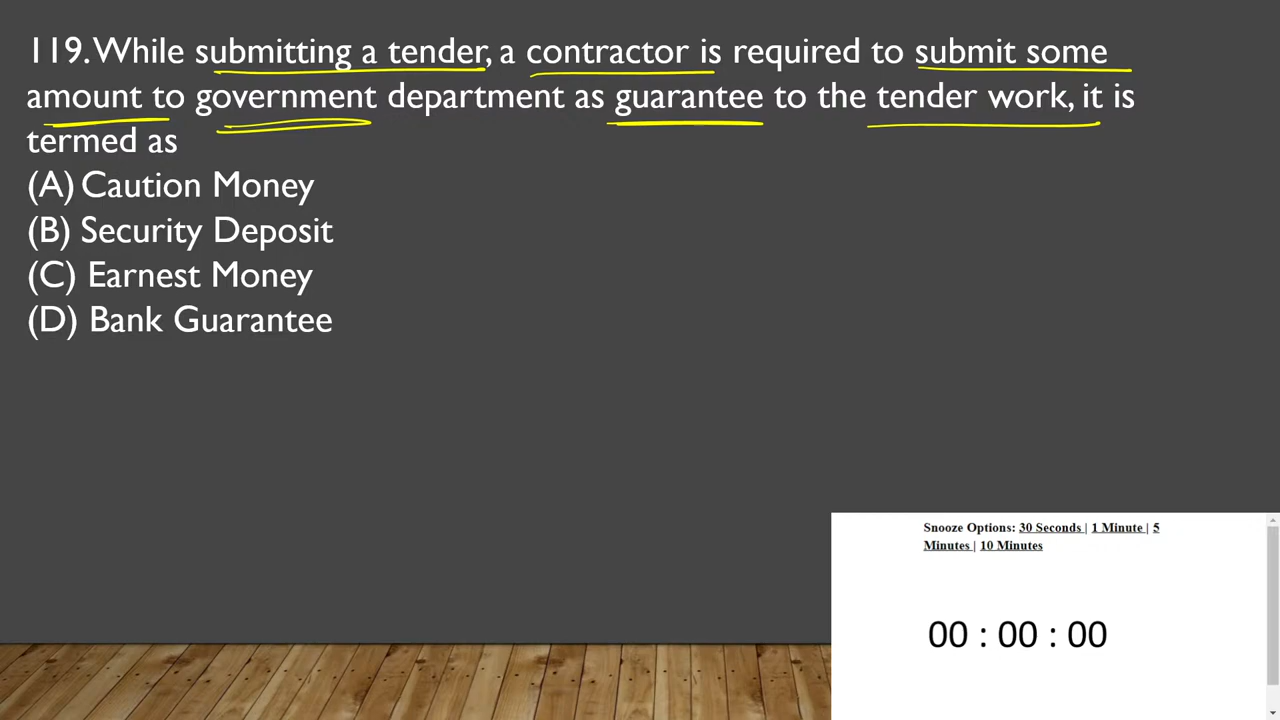 119. While submitting a tender, a contractor is required to submit some
amount to government department as guarantee to the tender work, it is
termed as
(A) Caution Money
(B) Security Deposit
(C) Earnest Money
(D) Bank Guarantee
Snooze Options: 30 Seconds | 1 Minute | 5
Minutes | 10 Minutes
00 : 00 : 00